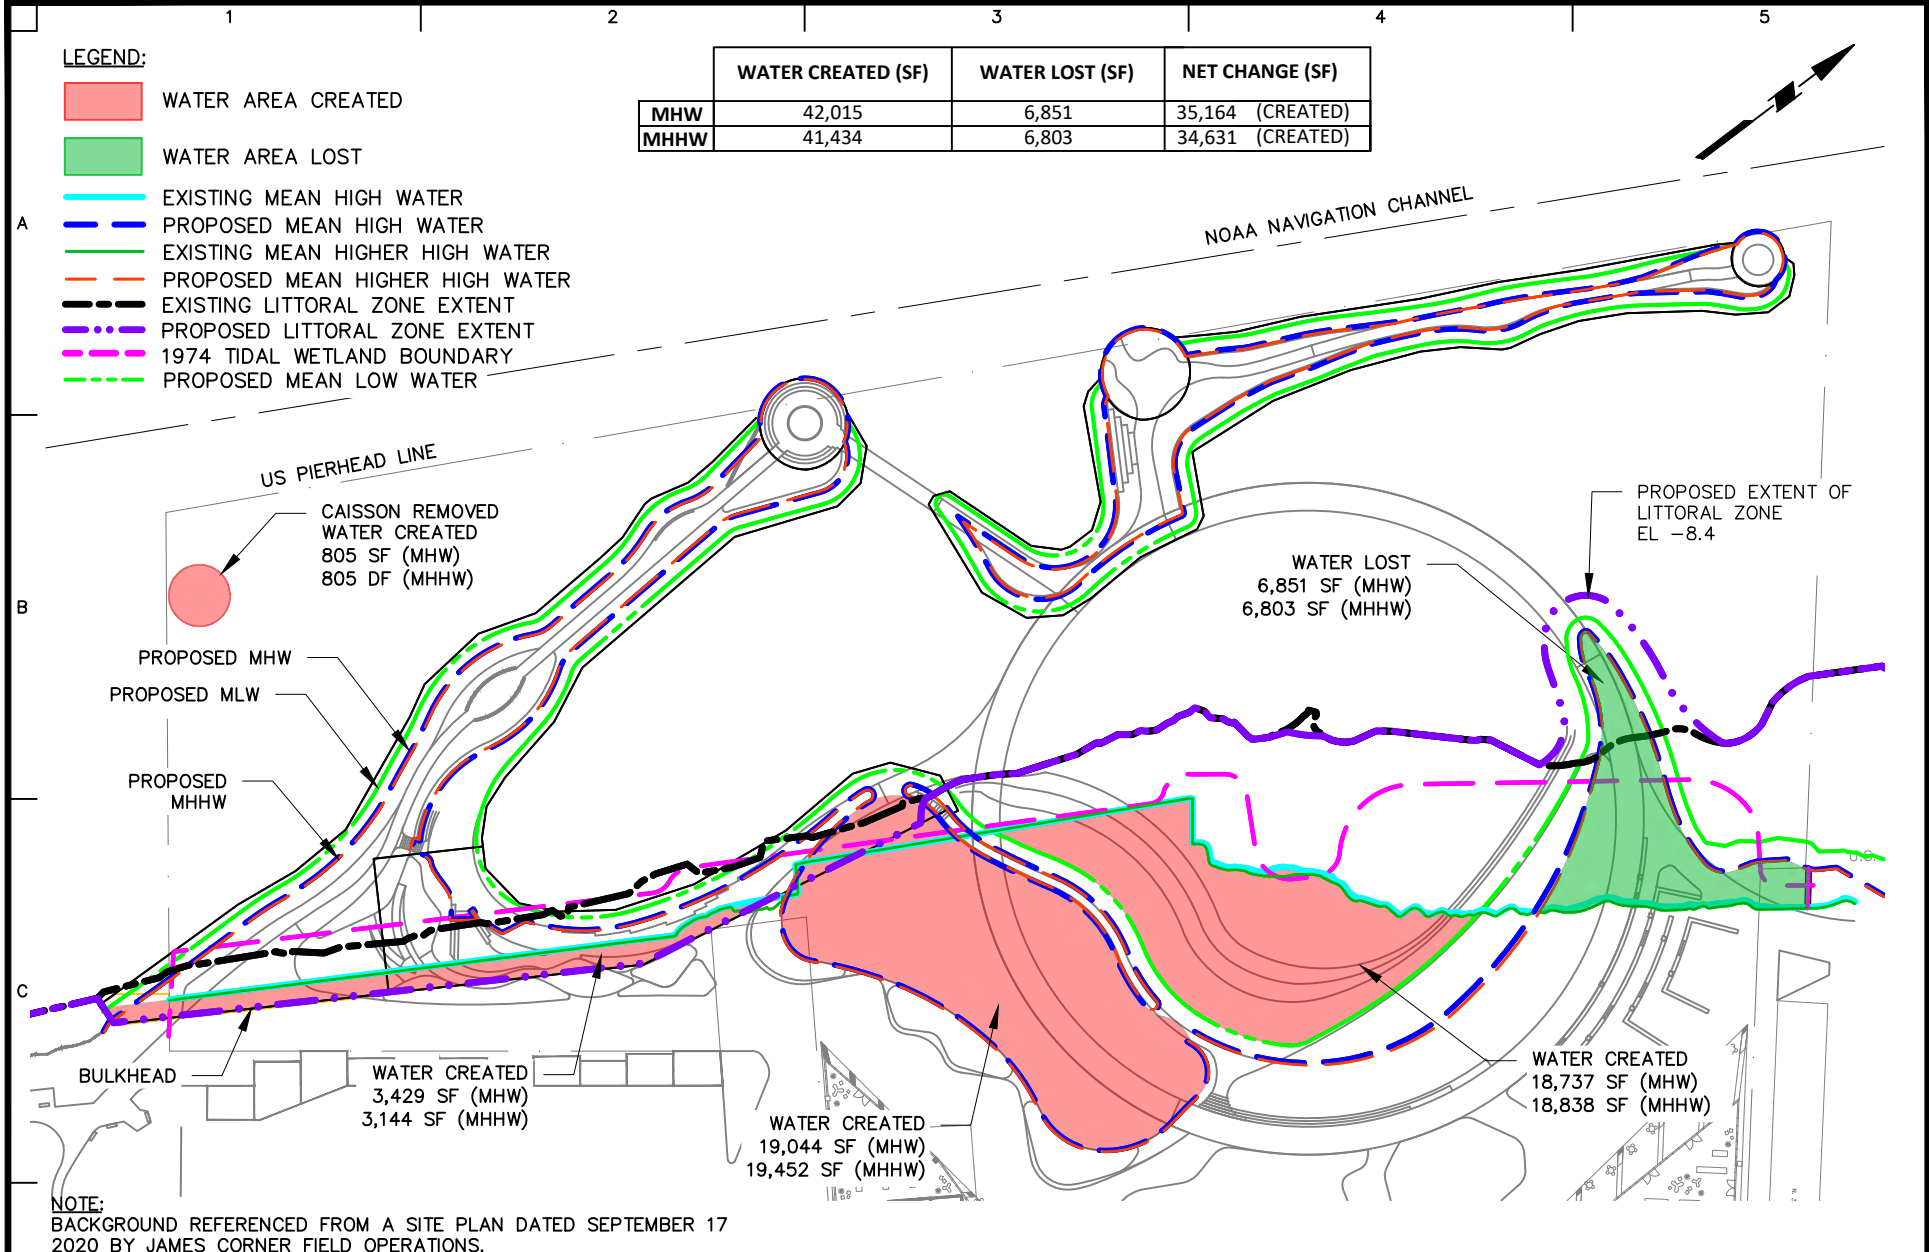 1 2 3 4 5
LEGEND:
WATER AREA CREATED
WATER AREA LOST
EXISTING MEAN HIGH WATER
PROPOSED MEAN HIGH WATER
EXISTING MEAN HIGHER HIGH WATER
PROPOSED MEAN HIGHER HIGH WATER
EXISTING LITTORAL ZONE EXTENT
PROPOSED LITTORAL ZONE EXTENT
1974 TIDAL WETLAND BOUNDARY
PROPOSED MEAN LOW WATER
WATER CREATED (SF) WATER LOST (SF) NET CHANGE (SF)
MHW 42,015 6,851 35,164 (CREATED)
MHHW 41,434 6,803 34,631 (CREATED)
A
NOAA NAVIGATION CHANNEL
US PIERHEAD LINE
CAISSON REMOVED
WATER CREATED
805 SF (MHW)
805 DF (MHHW)
PROPOSED EXTENT OF
LITTORAL ZONE
EL -8.4
WATER LOST
6,851 SF (MHW)
6,803 SF (MHHW)
B
PROPOSED MHW
PROPOSED MLW
PROPOSED
MHHW
U.S.
C
BULKHEAD
WATER CREATED
3,429 SF (MHW)
3,144 SF (MHHW)
WATER CREATED
19,044 SF (MHW)
19,452 SF (MHHW)
WATER CREATED
18,737 SF (MHW)
18,838 SF (MHHW)
NOTE:
BACKGROUND REFERENCED FROM A SITE PLAN DATED SEPTEMBER 17
2020 BY JAMES CORNER FIELD OPERATIONS.